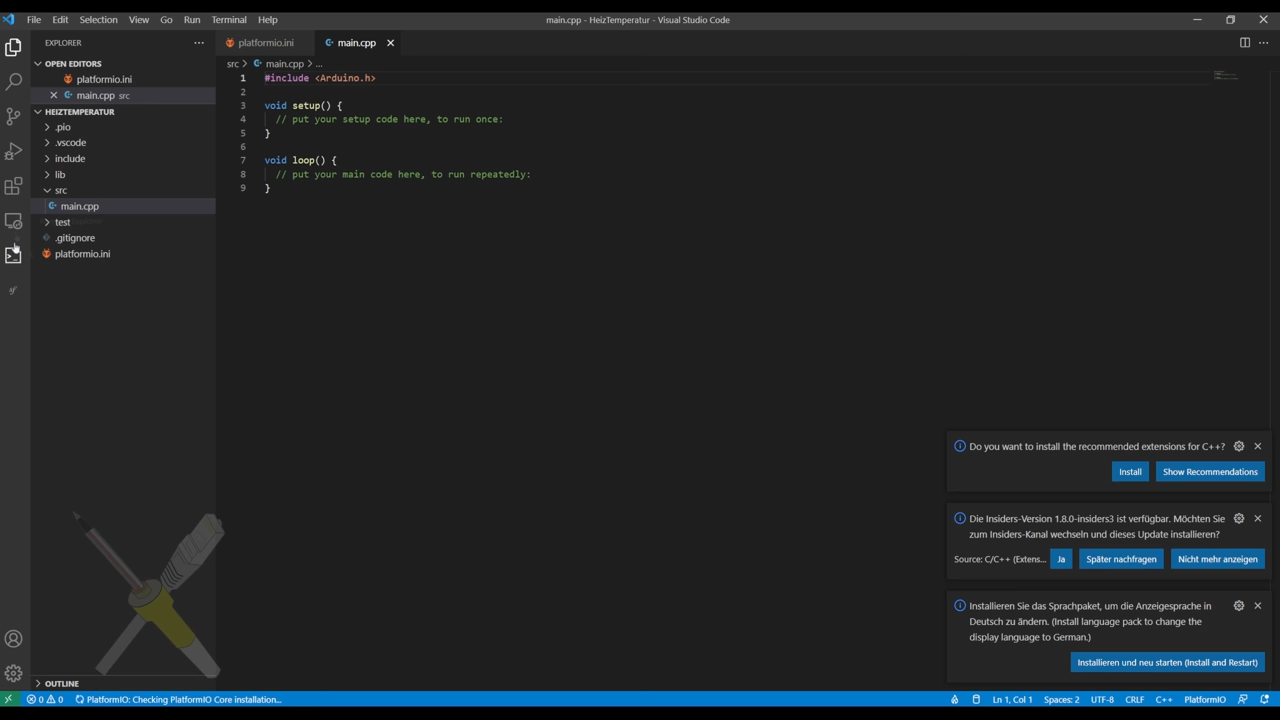 File Edit Selection View Go Run Terminal Help
main.cpp - HeizTemperatur - Visual Studio Code
EXPLORER
OPEN EDITORS
platformio.ini
main.cpp src
HEIZTEMPERATUR
.pio
.vscode
include
lib
src
main.cpp
test
.gitignore
platformio.ini
OUTLINE
platformio.ini
main.cpp
src > main.cpp > ...
1 #include <Arduino.h>
2
3 void setup() {
4 // put your setup code here, to run once:
5 }
6
7 void loop() {
8 // put your main code here, to run repeatedly:
9 }
Do you want to install the recommended extensions for C++?
Install Show Recommendations
Die Insiders-Version 1.8.0-insiders3 ist verfügbar. Möchten Sie
zum Insiders-Kanal wechseln und dieses Update installieren?
Source: C/C++ (Extens... Ja Später nachfragen Nicht mehr anzeigen
Installieren Sie das Sprachpaket, um die Anzeigesprache in
Deutsch zu ändern. (Install language pack to change the
display language to German.)
Installieren und neu starten (Install and Restart)
0 0 PlatformIO: Checking PlatformIO Core installation...
Ln 1, Col 1 Spaces: 2 UTF-8 CRLF C++ PlatformIO